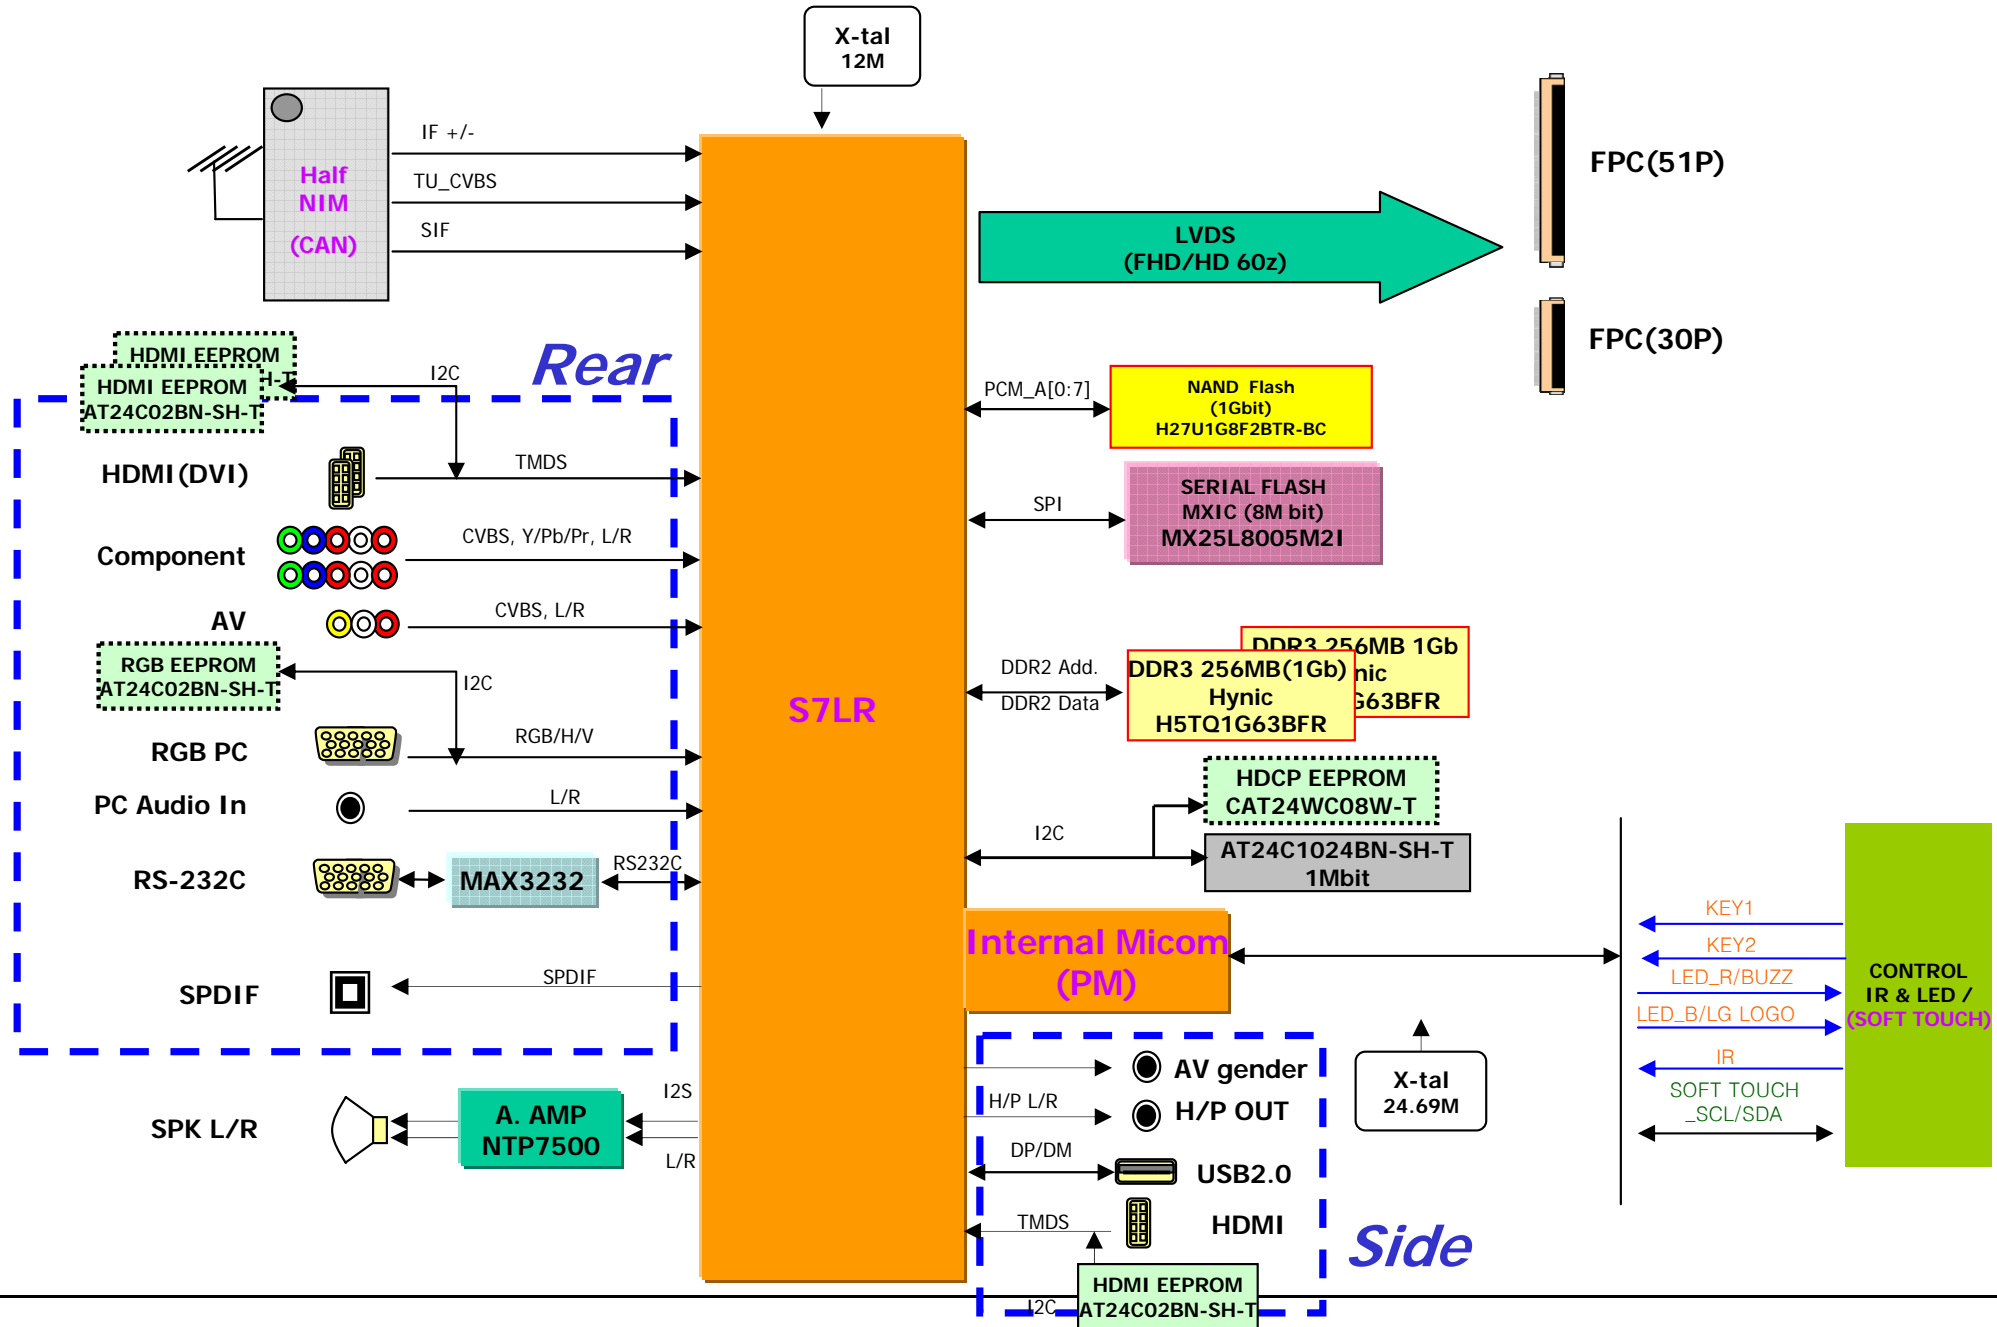 X-tal
12M
Half
NIM
(CAN)
IF +/-
TU_CVBS
SIF
LVDS
(FHD/HD 60z)
FPC(51P)
FPC(30P)
Rear
HDMI EEPROM
H-T
HDMI EEPROM
AT24C02BN-SH-T
I2C
HDMI(DVI)
TMDS
Component
CVBS, Y/Pb/Pr, L/R
AV
CVBS, L/R
RGB EEPROM
AT24C02BN-SH-T
I2C
RGB PC
RGB/H/V
PC Audio In
L/R
RS-232C
MAX3232
RS232C
SPDIF
SPDIF
SPK L/R
A. AMP
NTP7500
I2S
L/R
S7LR
PCM_A[0:7]
NAND Flash
(1Gbit)
H27U1G8F2BTR-BC
SPI
SERIAL FLASH
MXIC (8M bit)
MX25L8005M2I
DDR2 Add.
DDR2 Data
DDR3 256MB 1Gb
nic
G63BFR
DDR3 256MB(1Gb)
Hynic
H5TQ1G63BFR
I2C
HDCP EEPROM
CAT24WC08W-T
AT24C1024BN-SH-T
1Mbit
Internal Micom
(PM)
KEY1
KEY2
LED_R/BUZZ
LED_B/LG LOGO
IR
SOFT TOUCH
_SCL/SDA
CONTROL
IR & LED /
(SOFT TOUCH)
X-tal
24.69M
AV gender
H/P L/R
H/P OUT
DP/DM
USB2.0
TMDS
HDMI
Side
I2C
HDMI EEPROM
AT24C02BN-SH-T